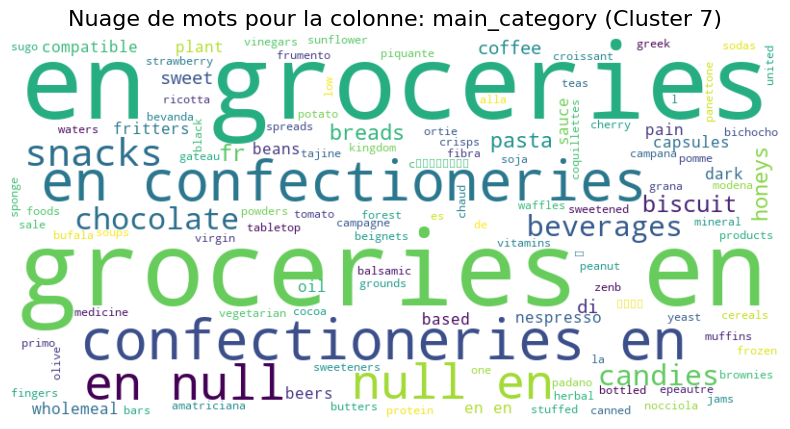 Nuage de mots pour la colonne: main_category (Cluster 7)
sugo compatible plant vinegars sunflower piquante coffee croissant greek sodas
en groceries
strawberry sweet frumento low alla teas l panettone united
ricotta
bevanda black potato sauce cherry
waters fritters spreads breads ortie crisps pasta coquillettes pain campana bichocho
snacks gateau fr beans tajine kingdom fibra soja capsules pomme
en confectioneries
sponge dark grana modena honeys
foods chocolate powders campagne forest chaud es waffles sweetened biscuit
sale tomato beignets de beverages mineral
bufala soups virgin tabletop vitamins products
groceries en
balsamic peanut
oil grounds zenb
medicine vegetarian cocoa based nespresso di yeast cereals
primo confectioneries en muffins
olive sweeteners la frozen
en null null en one padano candies brownies
fingers beers herbal bottled epeautre
wholemeal bars amatriciana butters protein en en stuffed canned nocciola jams